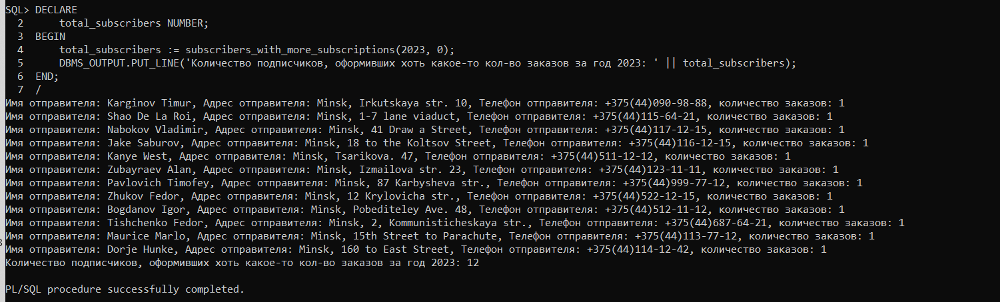 SQL> DECLARE
  2      total_subscribers NUMBER;
  3  BEGIN
  4      total_subscribers := subscribers_with_more_subscriptions(2023, 0);
  5      DBMS_OUTPUT.PUT_LINE('Количество подписчиков, оформивших хоть какое-то кол-во заказов за год 2023: ' || total_subscribers);
  6  END;
  7  /
Имя отправителя: Karginov Timur, Адрес отправителя: Minsk, Irkutskaya str. 10, Телефон отправителя: +375(44)090-98-88, количество заказов: 1
Имя отправителя: Shao De La Roi, Адрес отправителя: Minsk, 1-7 lane viaduct, Телефон отправителя: +375(44)115-64-21, количество заказов: 1
Имя отправителя: Nabokov Vladimir, Адрес отправителя: Minsk, 41 Draw a Street, Телефон отправителя: +375(44)117-12-15, количество заказов: 1
Имя отправителя: Jake Saburov, Адрес отправителя: Minsk, 18 to the Koltsov Street, Телефон отправителя: +375(44)116-12-15, количество заказов: 1
Имя отправителя: Kanye West, Адрес отправителя: Minsk, Tsarikova. 47, Телефон отправителя: +375(44)511-12-12, количество заказов: 1
Имя отправителя: Zubayraev Alan, Адрес отправителя: Minsk, Izmailova str. 23, Телефон отправителя: +375(44)123-11-11, количество заказов: 1
Имя отправителя: Pavlovich Timofey, Адрес отправителя: Minsk, 87 Karbysheva str., Телефон отправителя: +375(44)999-77-12, количество заказов: 1
Имя отправителя: Zhukov Fedor, Адрес отправителя: Minsk, 12 Krylovicha str., Телефон отправителя: +375(44)522-12-15, количество заказов: 1
Имя отправителя: Bogdanov Igor, Адрес отправителя: Minsk, Pobediteley Ave. 48, Телефон отправителя: +375(44)512-11-12, количество заказов: 1
Имя отправителя: Tishchenko Fedor, Адрес отправителя: Minsk, 2, Kommunisticheskaya str., Телефон отправителя: +375(44)687-64-21, количество заказов: 1
Имя отправителя: Maurice Marlo, Адрес отправителя: Minsk, 15th Street to Parachute, Телефон отправителя: +375(44)113-77-12, количество заказов: 1
Имя отправителя: Dorje Hunke, Адрес отправителя: Minsk, 160 to East Street, Телефон отправителя: +375(44)114-12-42, количество заказов: 1
Количество подписчиков, оформивших хоть какое-то кол-во заказов за год 2023: 12
PL/SQL procedure successfully completed.